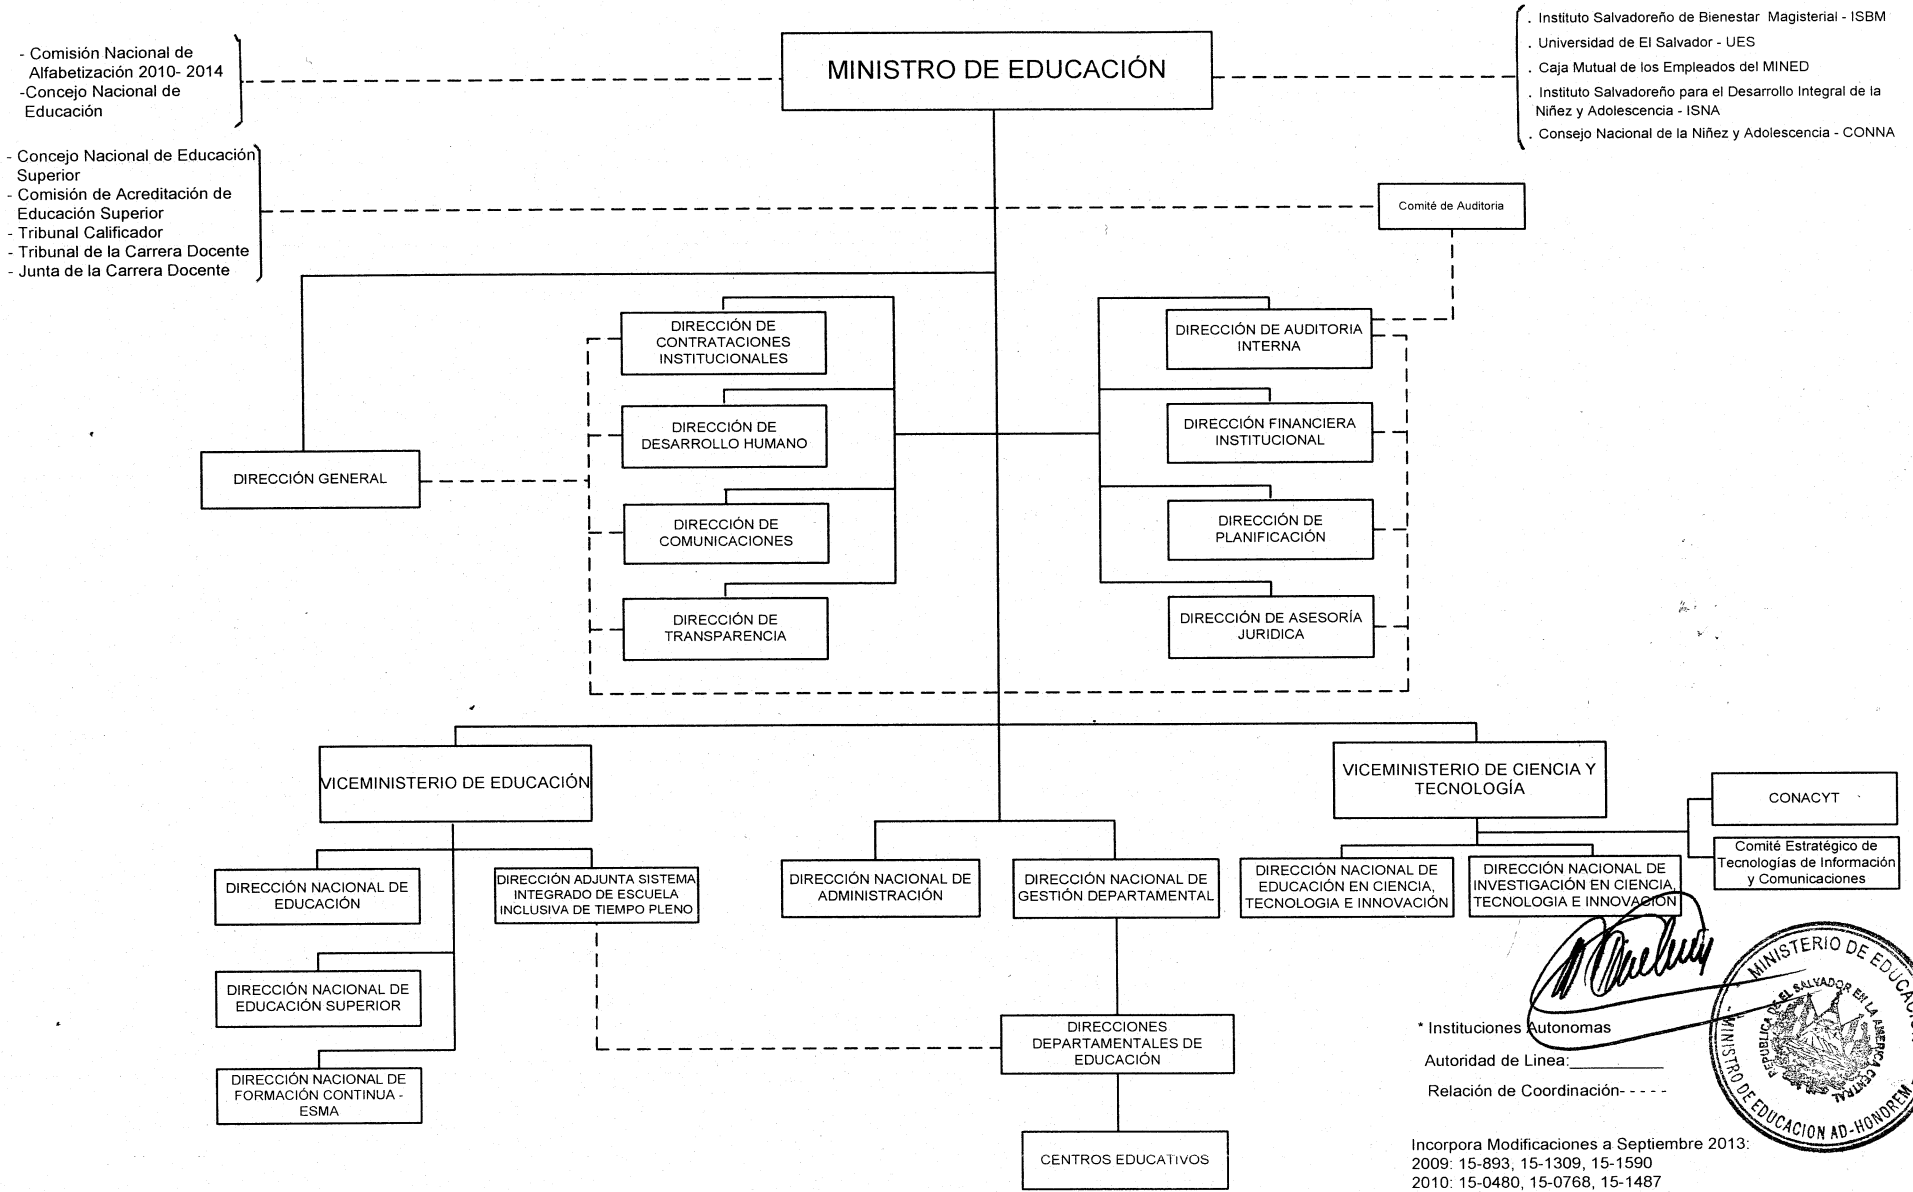 - Comisión Nacional de
Alfabetización 2010- 2014
-Concejo Nacional de
Educación
MINISTRO DE EDUCACIÓN
. Instituto Salvadoreño de Bienestar Magisterial - ISBM
. Universidad de El Salvador - UES
. Caja Mutual de los Empleados del MINED
. Instituto Salvadoreño para el Desarrollo Integral de la
Niñez y Adolescencia - ISNA
. Consejo Nacional de la Niñez y Adolescencia - CONNA
- Concejo Nacional de Educación
Superior
- Comisión de Acreditación de
Educación Superior
- Tribunal Calificador
- Tribunal de la Carrera Docente
- Junta de la Carrera Docente
Comité de Auditoria
DIRECCIÓN DE
CONTRATACIONES
INSTITUCIONALES
DIRECCIÓN DE AUDITORIA
INTERNA
DIRECCIÓN DE
DESARROLLO HUMANO
DIRECCIÓN FINANCIERA
INSTITUCIONAL
DIRECCIÓN GENERAL
DIRECCIÓN DE
COMUNICACIONES
DIRECCIÓN DE
PLANIFICACIÓN
DIRECCIÓN DE
TRANSPARENCIA
DIRECCIÓN DE ASESORÍA
JURIDICA
VICEMINISTERIO DE EDUCACIÓN
VICEMINISTERIO DE CIENCIA Y
TECNOLOGÍA
CONACYT
Comité Estratégico de
Tecnologías de Información
y Comunicaciones
DIRECCIÓN NACIONAL DE
EDUCACIÓN
DIRECCIÓN ADJUNTA SISTEMA
INTEGRADO DE ESCUELA
INCLUSIVA DE TIEMPO PLENO
DIRECCIÓN NACIONAL DE
ADMINISTRACIÓN
DIRECCIÓN NACIONAL DE
GESTIÓN DEPARTAMENTAL
DIRECCIÓN NACIONAL DE
EDUCACIÓN EN CIENCIA,
TECNOLOGIA E INNOVACIÓN
DIRECCIÓN NACIONAL DE
INVESTIGACIÓN EN CIENCIA,
TECNOLOGIA E INNOVACIÓN
DIRECCIÓN NACIONAL DE
EDUCACIÓN SUPERIOR
DIRECCIONES
DEPARTAMENTALES DE
EDUCACIÓN
DIRECCIÓN NACIONAL DE
FORMACIÓN CONTINUA -
ESMA
CENTROS EDUCATIVOS
* Instituciones Autonomas
Autoridad de Linea:___________
Relación de Coordinación- - - - -
MINISTERIO DE EDUCACION
REPUBLICA DE EL SALVADOR EN LA AMERICA CENTRAL
MINISTRO DE EDUCACION AD-HONOREM
Incorpora Modificaciones a Septiembre 2013:
2009: 15-893, 15-1309, 15-1590
2010: 15-0480, 15-0768, 15-1487